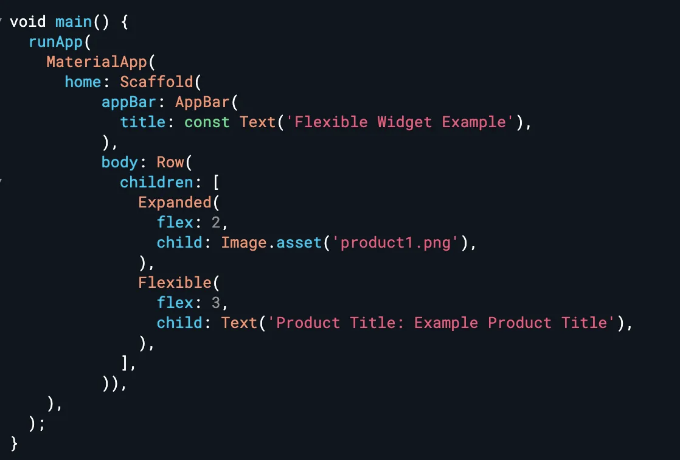 void main() {
  runApp(
    MaterialApp(
      home: Scaffold(
          appBar: AppBar(
            title: const Text('Flexible Widget Example'),
          ),
          body: Row(
            children: [
              Expanded(
                flex: 2,
                child: Image.asset('product1.png'),
              ),
              Flexible(
                flex: 3,
                child: Text('Product Title: Example Product Title'),
              ),
            ],
          )),
    ),
  );
}